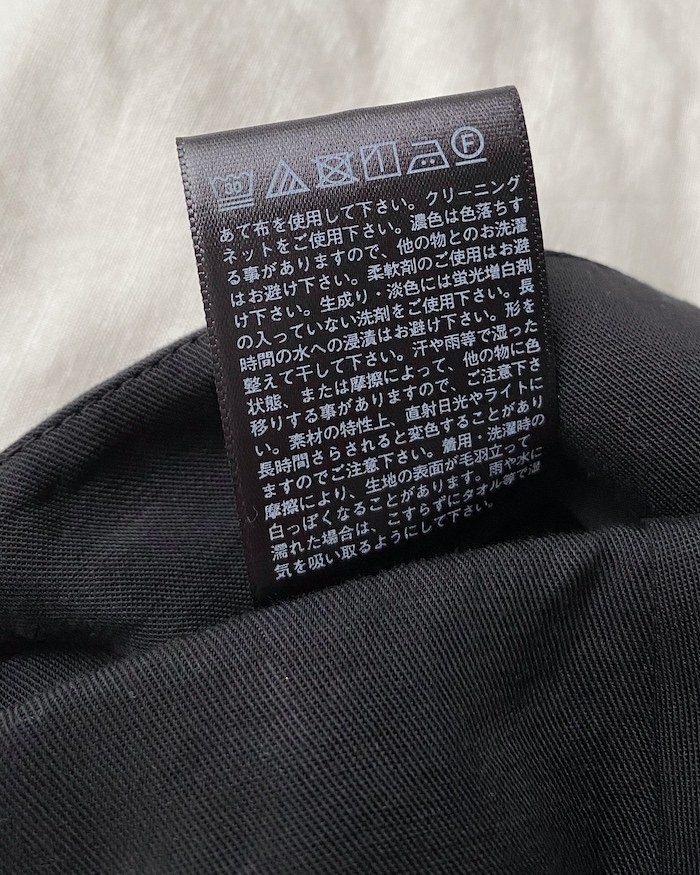 30 F
あて布を使用して下さい。クリーニング
ネットをご使用下さい。濃色は色落ちす
る事がありますので、他の物とのお洗濯
はお避け下さい。柔軟剤のご使用はお避
け下さい。生成り・淡色には蛍光増白剤
の入っていない洗剤をご使用下さい。長
時間の水への浸漬はお避け下さい。形を
整えて干して下さい。汗や雨等で湿った
状態、または摩擦によって、他の物に色
移りする事がありますので、ご注意下さ
い。素材の特性上、直射日光やライトに
長時間さらされると変色することがあり
ますのでご注意下さい。着用・洗濯時の
摩擦により、生地の表面が毛羽立って
白っぽくなることがあります。雨や水に
濡れた場合は、こすらずにタオル等で湿
気を吸い取るようにして下さい。